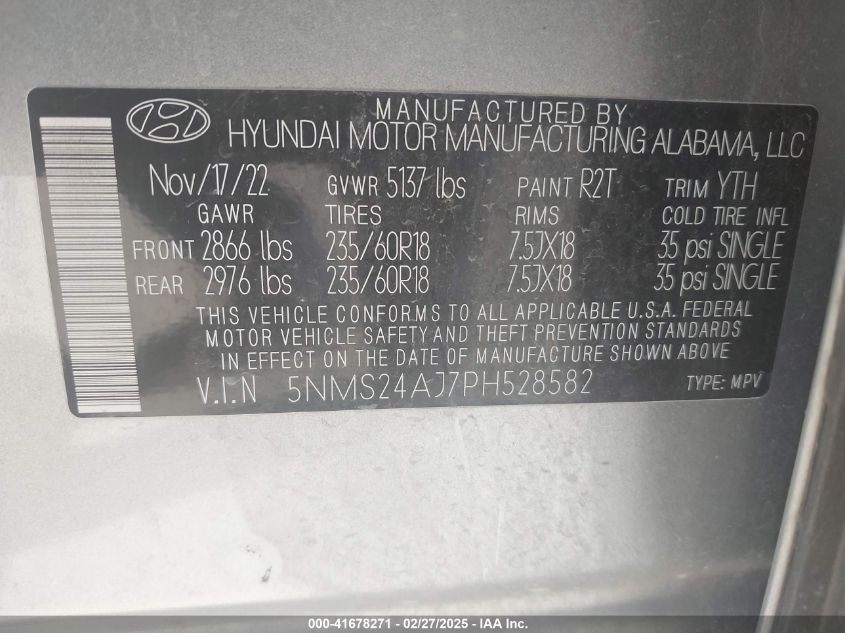 MANUFACTURED BY
HYUNDAI MOTOR MANUFACTURING ALABAMA, LLC
Nov/17/22 GVWR 5137 lbs PAINT R2T TRIM YTH
GAWR TIRES RIMS COLD TIRE INFL
FRONT 2866 lbs 235/60R18 7.5JX18 35 psi SINGLE
REAR 2976 lbs 235/60R18 7.5JX18 35 psi SINGLE
THIS VEHICLE CONFORMS TO ALL APPLICABLE U.S.A. FEDERAL
MOTOR VEHICLE SAFETY AND THEFT PREVENTION STANDARDS
IN EFFECT ON THE DATE OF MANUFACTURE SHOWN ABOVE.
V.I.N 5NMS24AJ7PH528582 TYPE: MPV
000-41678271 - 02/27/2025 - IAA Inc.